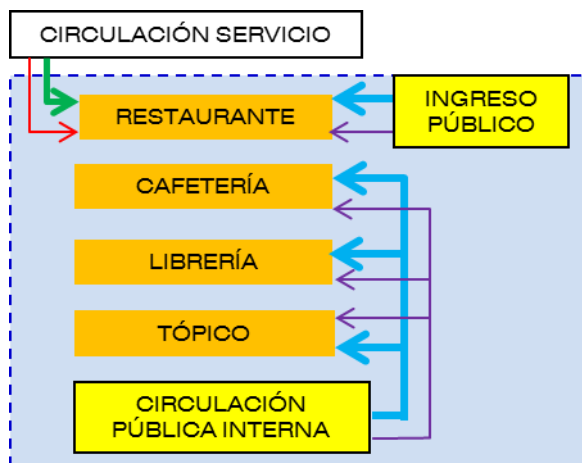 CIRCULACIÓN SERVICIO
RESTAURANTE
INGRESO
PÚBLICO
CAFETERÍA
LIBRERÍA
TÓPICO
CIRCULACIÓN
PÚBLICA INTERNA